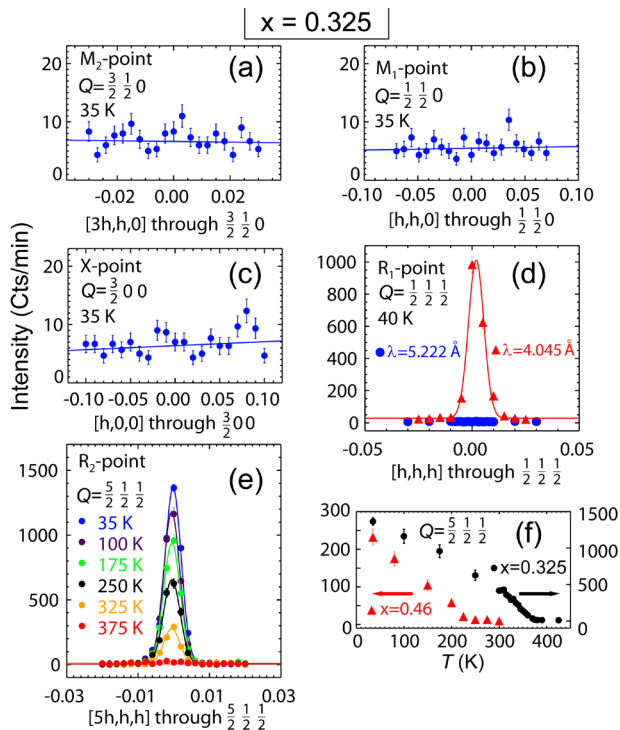 x = 0.325
M₂-point
(a)
Q = 3/2 1/2 0
35 K
20
10
0
-0.02
0.00
0.02
[3h,h,0] through 3/2 1/2 0
M₁-point
(b)
Q = 1/2 1/2 0
35 K
20
10
0
-0.10
-0.05
0.00
0.05
0.10
[h,h,0] through 1/2 1/2 0
Intensity (Cts/min)
X-point
(c)
Q = 3/2 0 0
35 K
20
10
0
-0.10
-0.05
0.00
0.05
0.10
[h,0,0] through 3/2 0 0
R₁-point
(d)
Q = 1/2 1/2 1/2
40 K
λ=5.222 Å
λ=4.045 Å
1000
800
600
400
200
0
-0.05
0.00
0.05
[h,h,h] through 1/2 1/2 1/2
R₂-point
(e)
Q = 5/2 1/2 1/2
35 K
100 K
175 K
250 K
325 K
375 K
1500
1000
500
0
-0.03
-0.01
0.01
0.03
[5h,h,h] through 5/2 1/2 1/2
Q = 5/2 1/2 1/2
(f)
x=0.325
x=0.46
300
200
100
0
1500
1000
500
0
0
100
200
300
400
T (K)